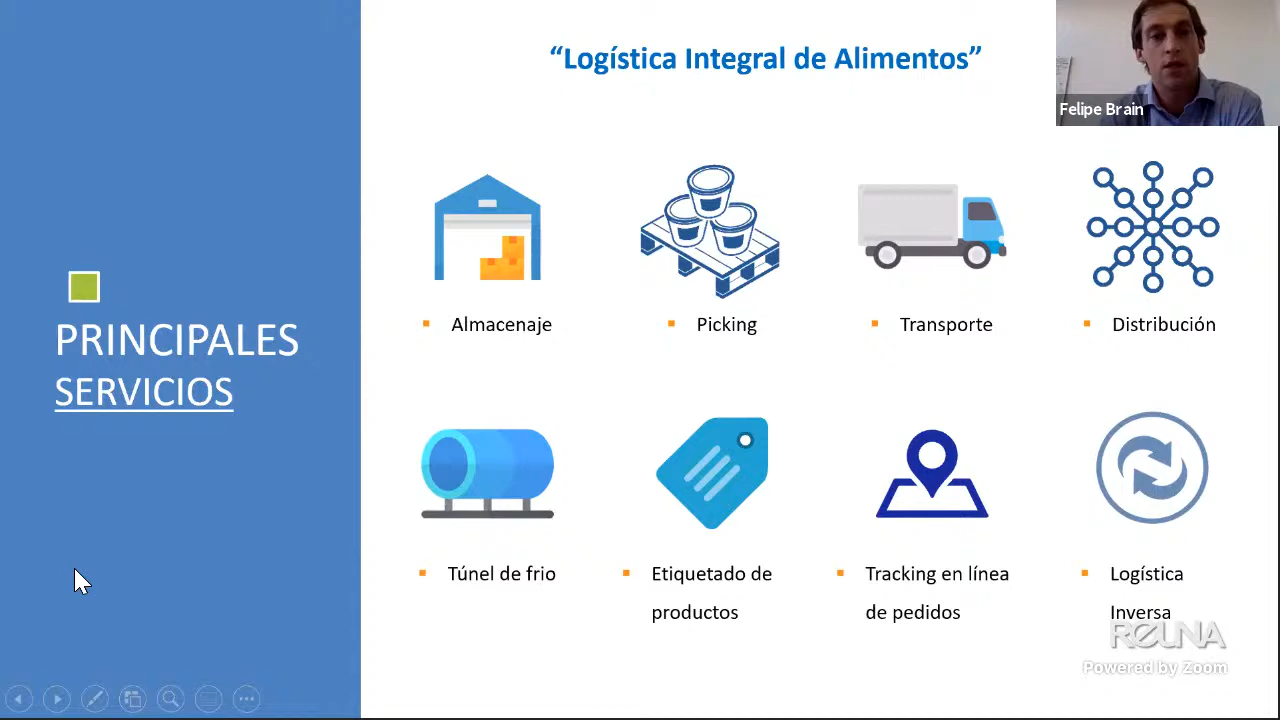 “Logística Integral de Alimentos”
Felipe Brain
PRINCIPALES
SERVICIOS
Almacenaje
Picking
Transporte
Distribución
Túnel de frio
Etiquetado de
productos
Tracking en línea
de pedidos
Logística
Inversa
REUNA
Powered by Zoom